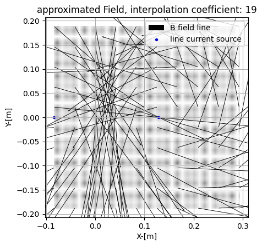 approximated Field, interpolation coefficient: 19
B field line
line current source
Y-[m]
0.20
0.15
0.10
0.05
0.00
−0.05
−0.10
−0.15
−0.20
−0.1
0.0
0.1
0.2
0.3
X-[m]